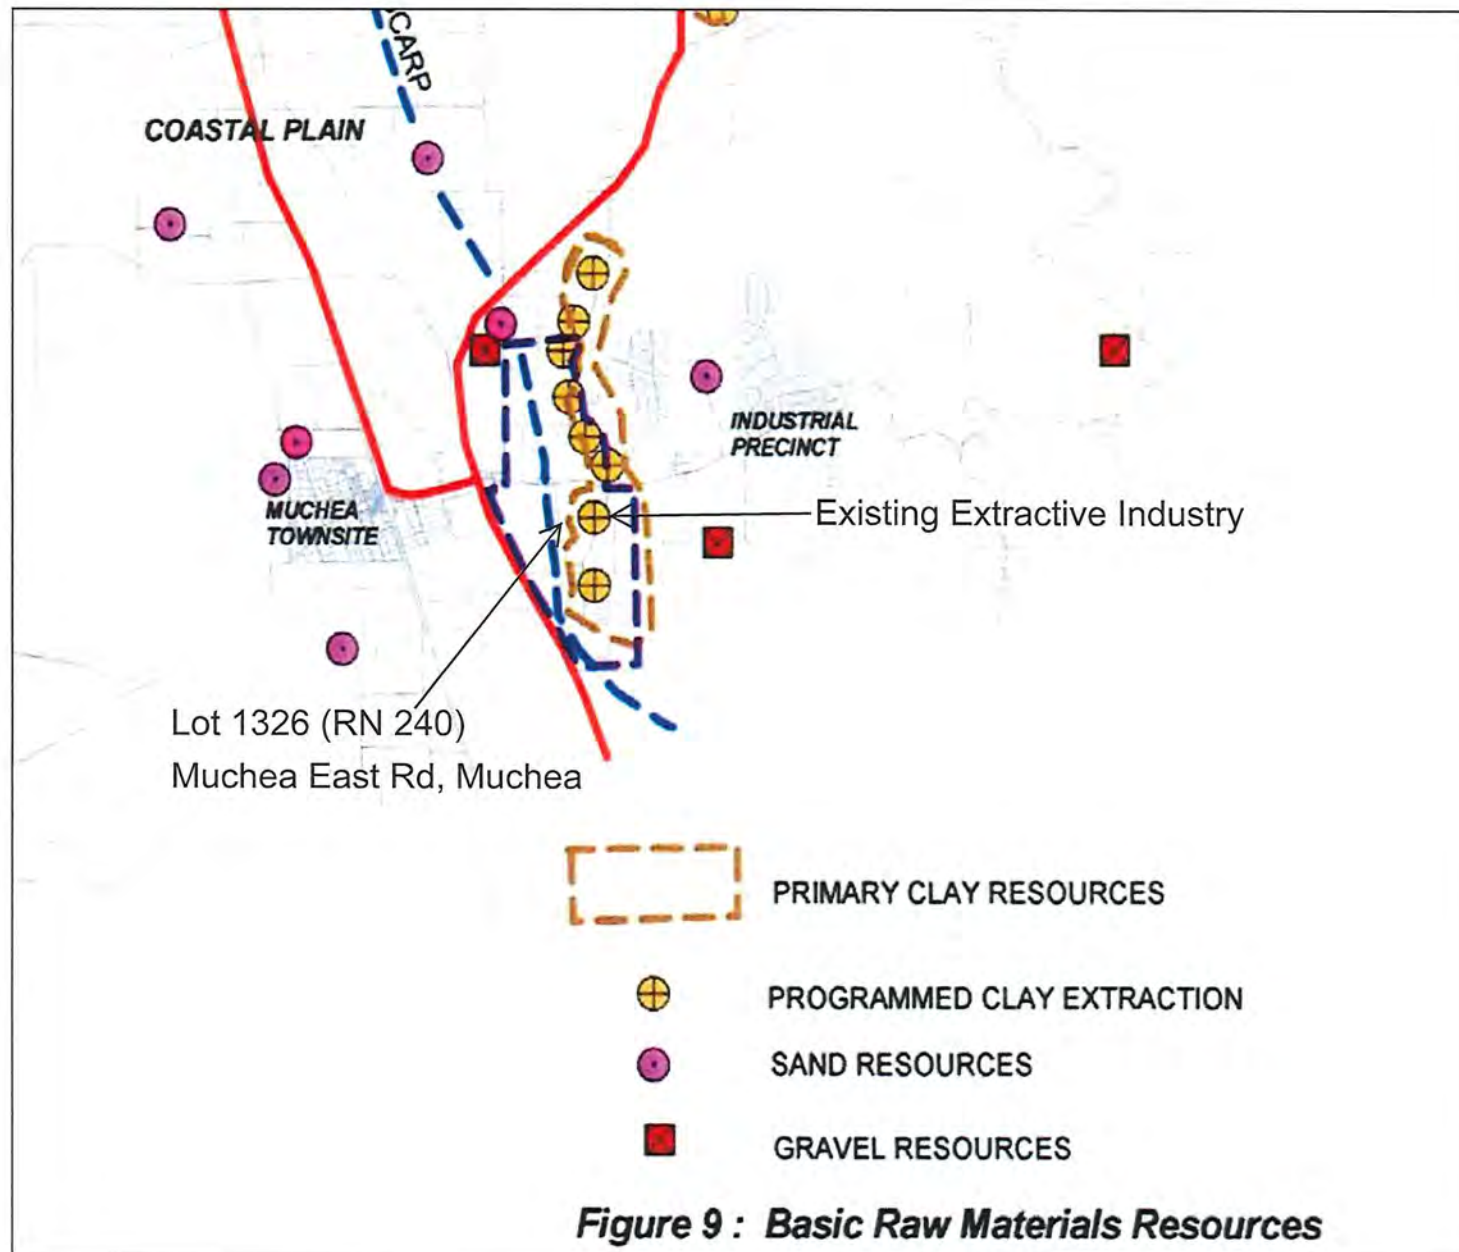 CARP
COASTAL PLAIN
INDUSTRIAL
PRECINCT
MUCHEA
TOWNSITE
Existing Extractive Industry
Lot 1326 (RN 240)
Muchea East Rd, Muchea
PRIMARY CLAY RESOURCES
PROGRAMMED CLAY EXTRACTION
SAND RESOURCES
GRAVEL RESOURCES
Figure 9 : Basic Raw Materials Resources